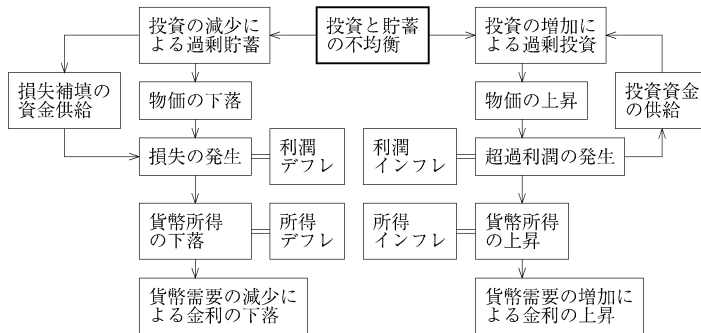 投資の減少に
よる過剰貯蓄
投資と貯蓄
の不均衡
投資の増加に
よる過剰投資
損失補填の
資金供給
物価の下落
物価の上昇
投資資金
の供給
損失の発生
利潤
デフレ
利潤
インフレ
超過利潤の発生
貨幣所得
の下落
所得
デフレ
所得
インフレ
貨幣所得
の上昇
貨幣需要の減少に
よる金利の下落
貨幣需要の増加に
よる金利の上昇